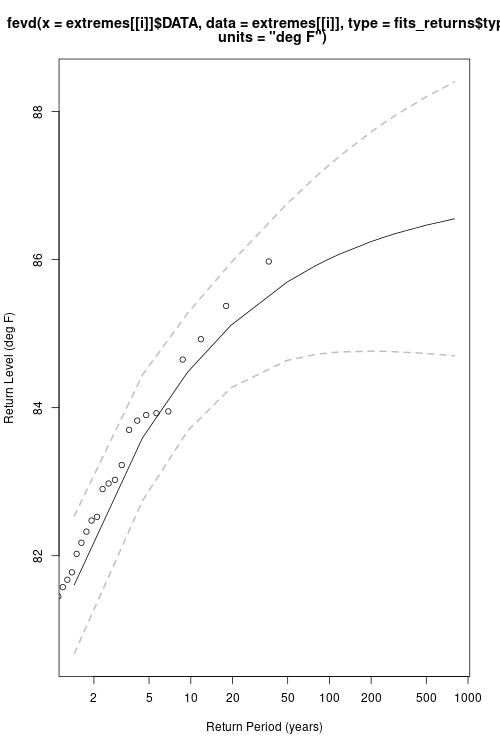 fevd(x = extremes[[i]]$DATA, data = extremes[[i]], type = fits_returns$typ
units = "deg F")
88
86
84
82
Return Level (deg F)
2 5 10 20 50 100 200 500 1000
Return Period (years)